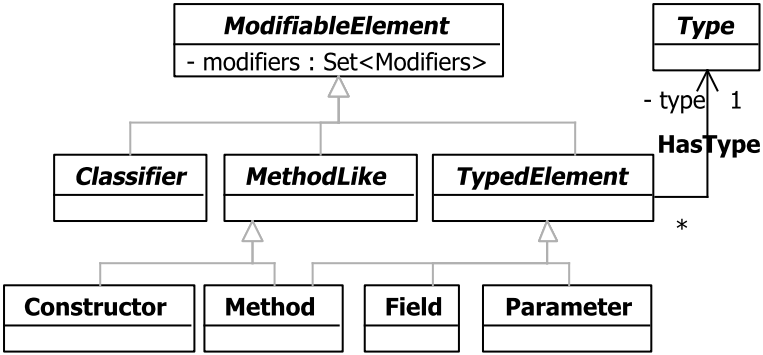 ModifiableElement
- modifiers : Set<Modifiers>
Type
- type 1
HasType
Classifier
MethodLike
TypedElement
*
Constructor
Method
Field
Parameter